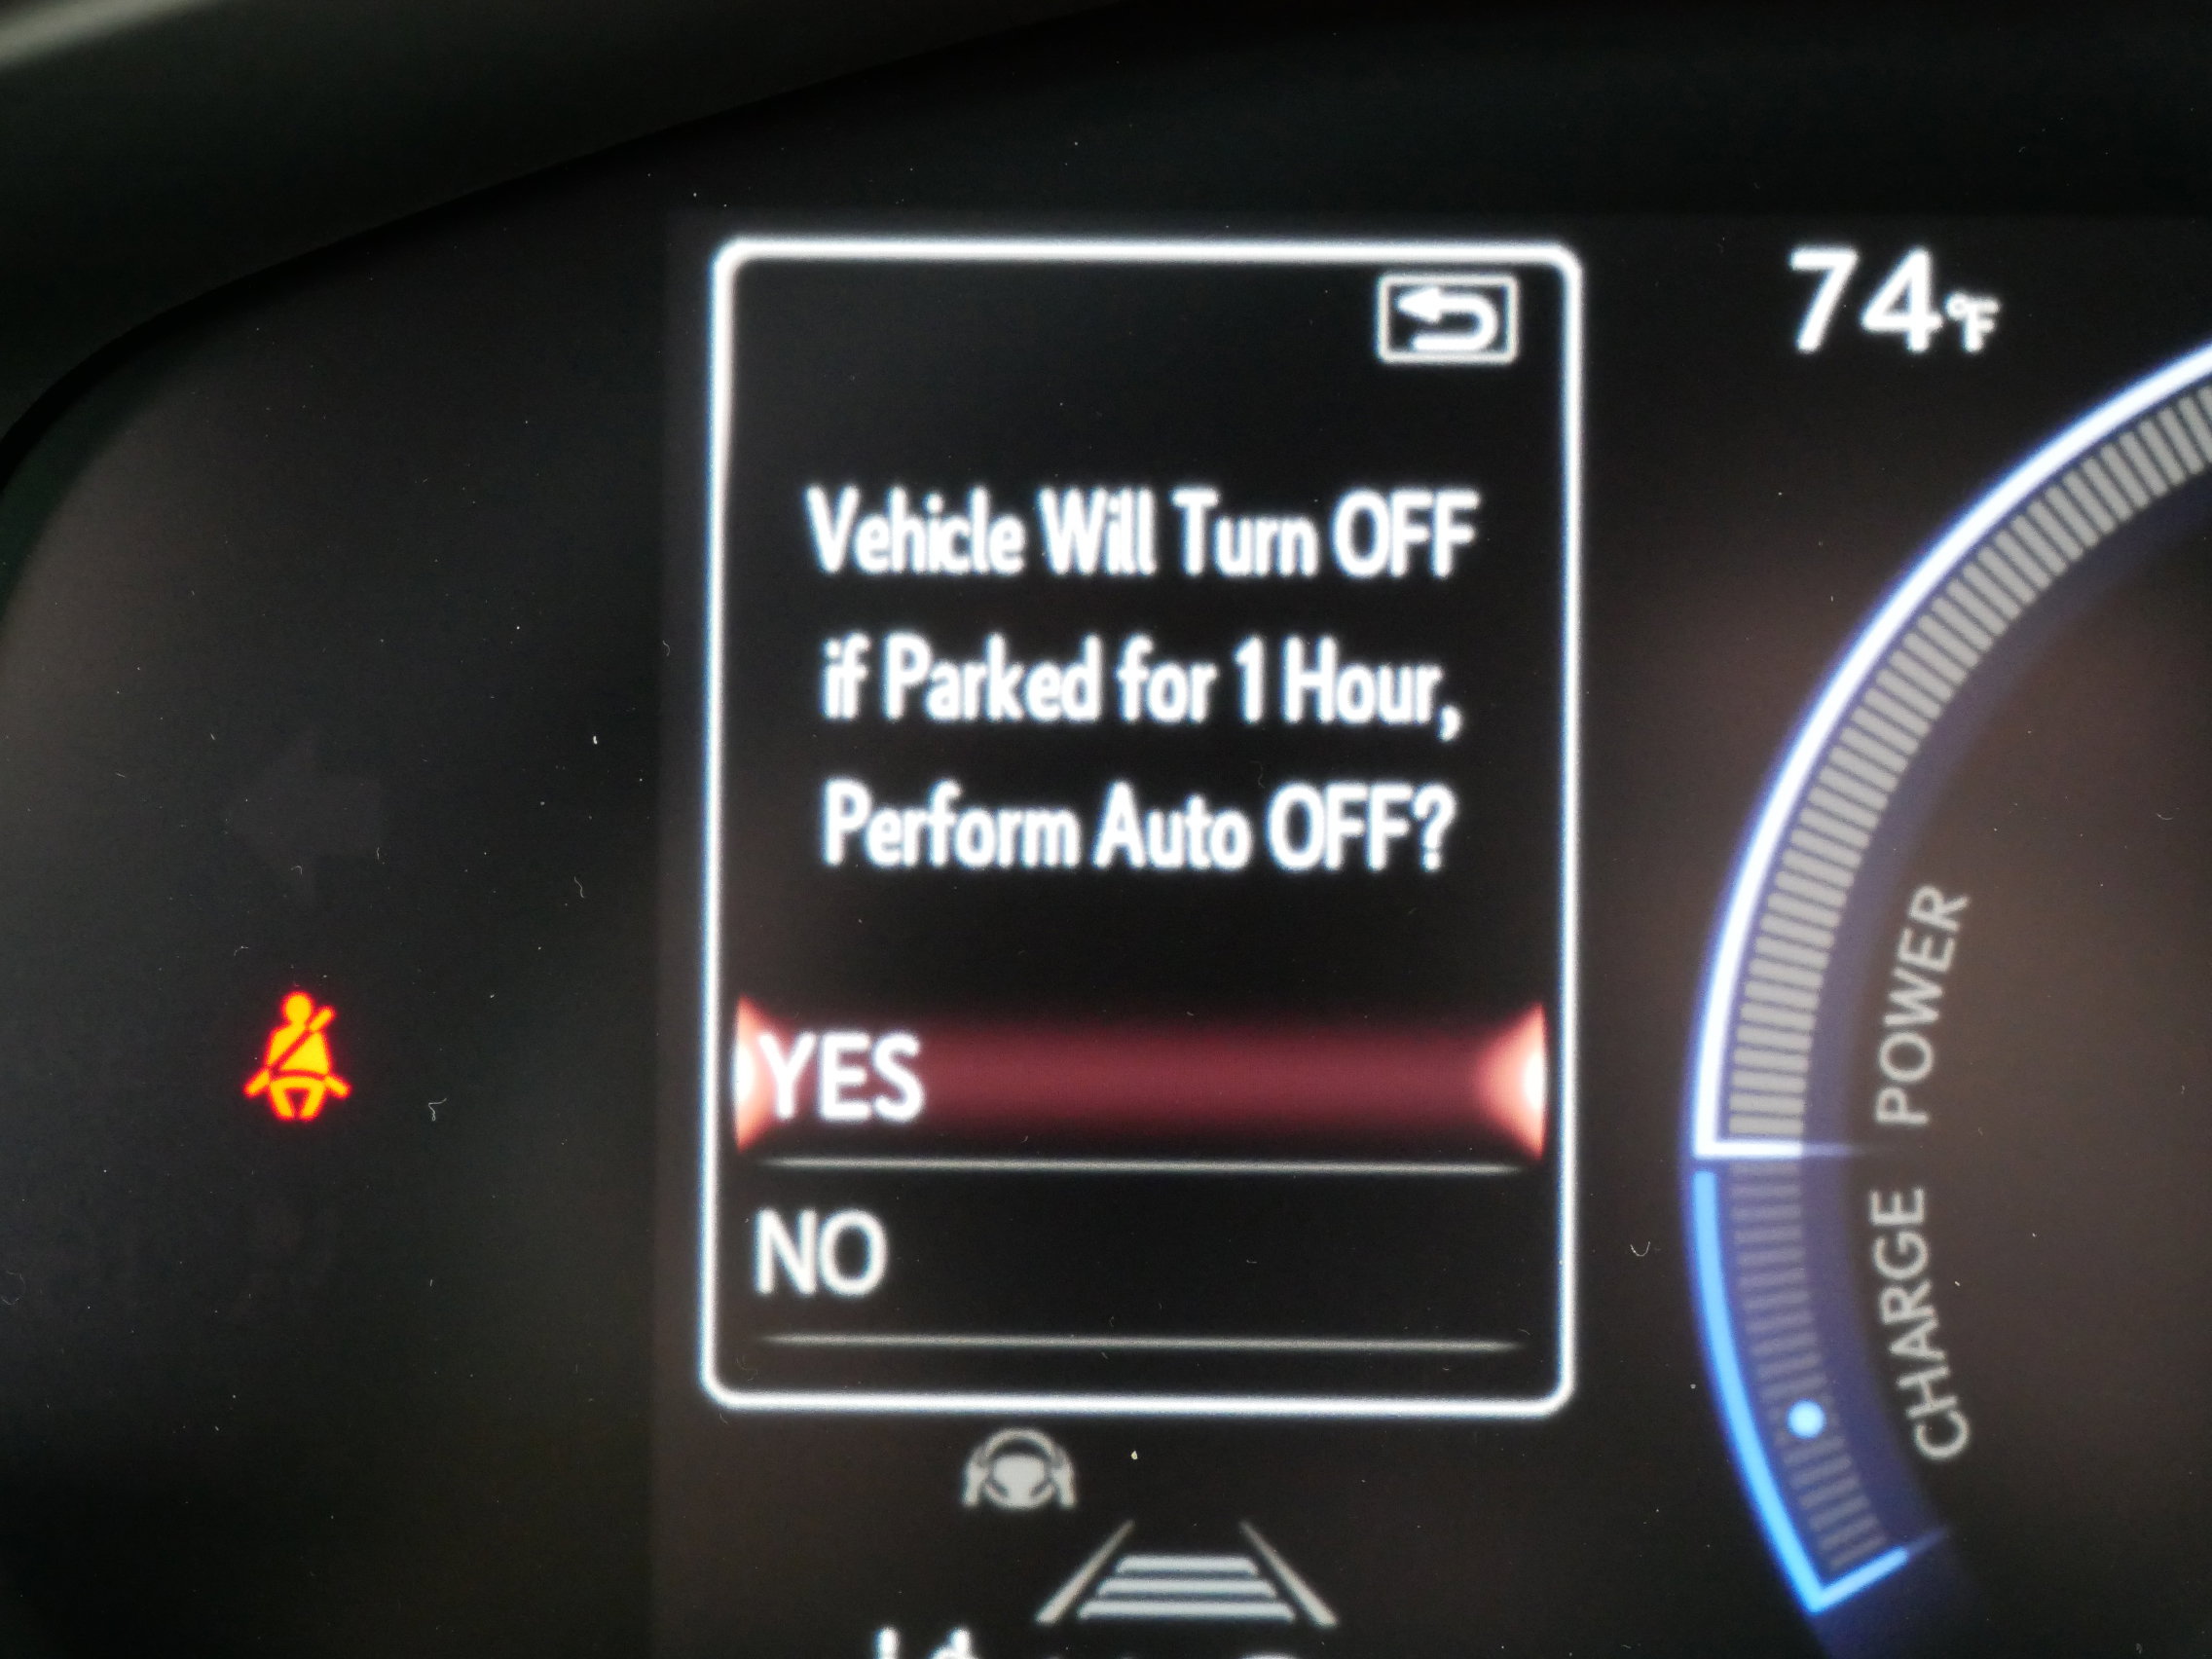 74°F
Vehicle Will Turn OFF
if Parked for 1 Hour,
Perform Auto OFF?
YES
NO
POWER
CHARGE